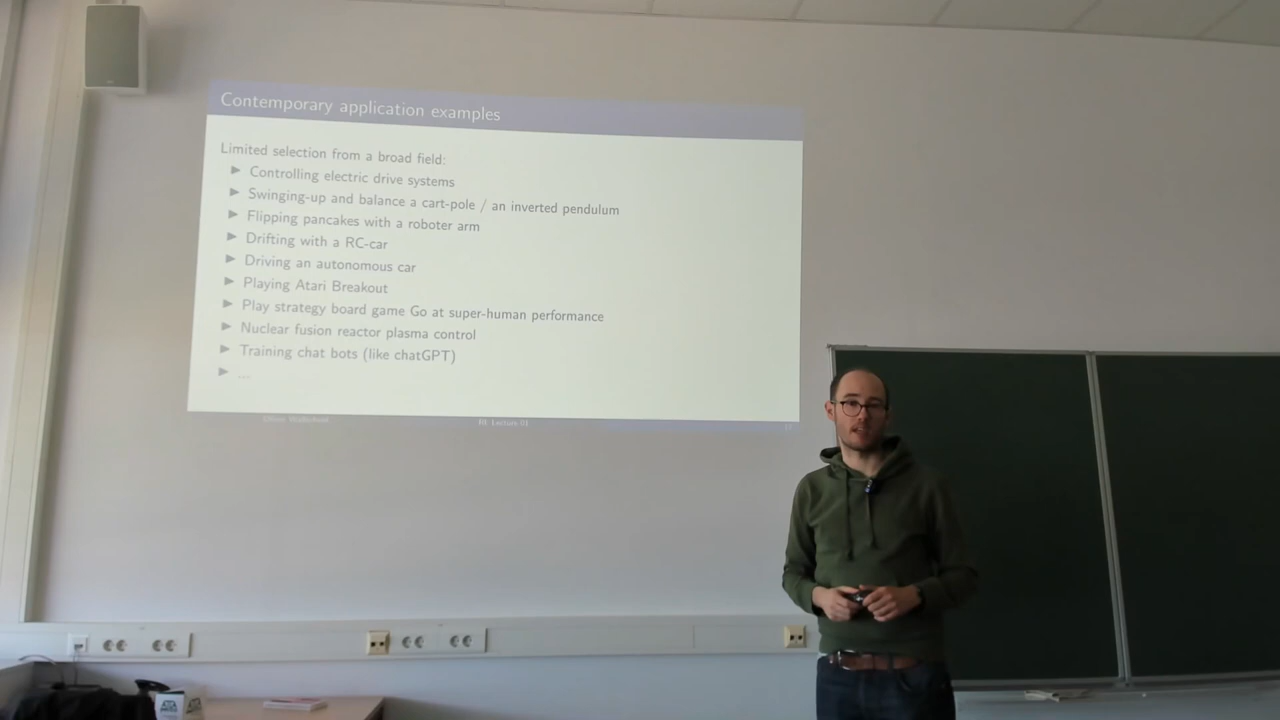 Contemporary application examples
Limited selection from a broad field:
▶ Controlling electric drive systems
▶ Swinging-up and balance a cart-pole / an inverted pendulum
▶ Flipping pancakes with a roboter arm
▶ Drifting with a RC-car
▶ Driving an autonomous car
▶ Playing Atari Breakout
▶ Play strategy board game Go at super-human performance
▶ Nuclear fusion reactor plasma control
▶ Training chat bots (like chatGPT)
▶ ...
RL Lecture 01